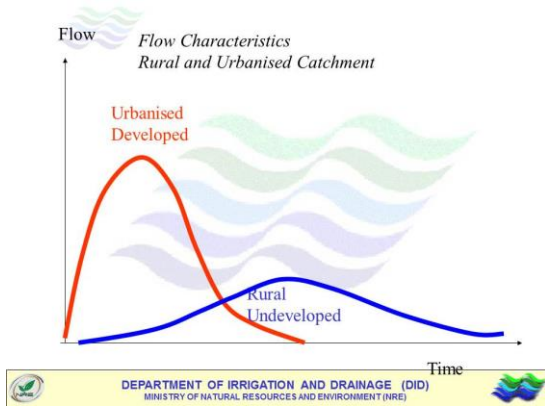 Flow
Flow Characteristics
Rural and Urbanised Catchment
Urbanised
Developed
Rural
Undeveloped
Time
NRE
DEPARTMENT OF IRRIGATION AND DRAINAGE (DID)
MINISTRY OF NATURAL RESOURCES AND ENVIRONMENT (NRE)